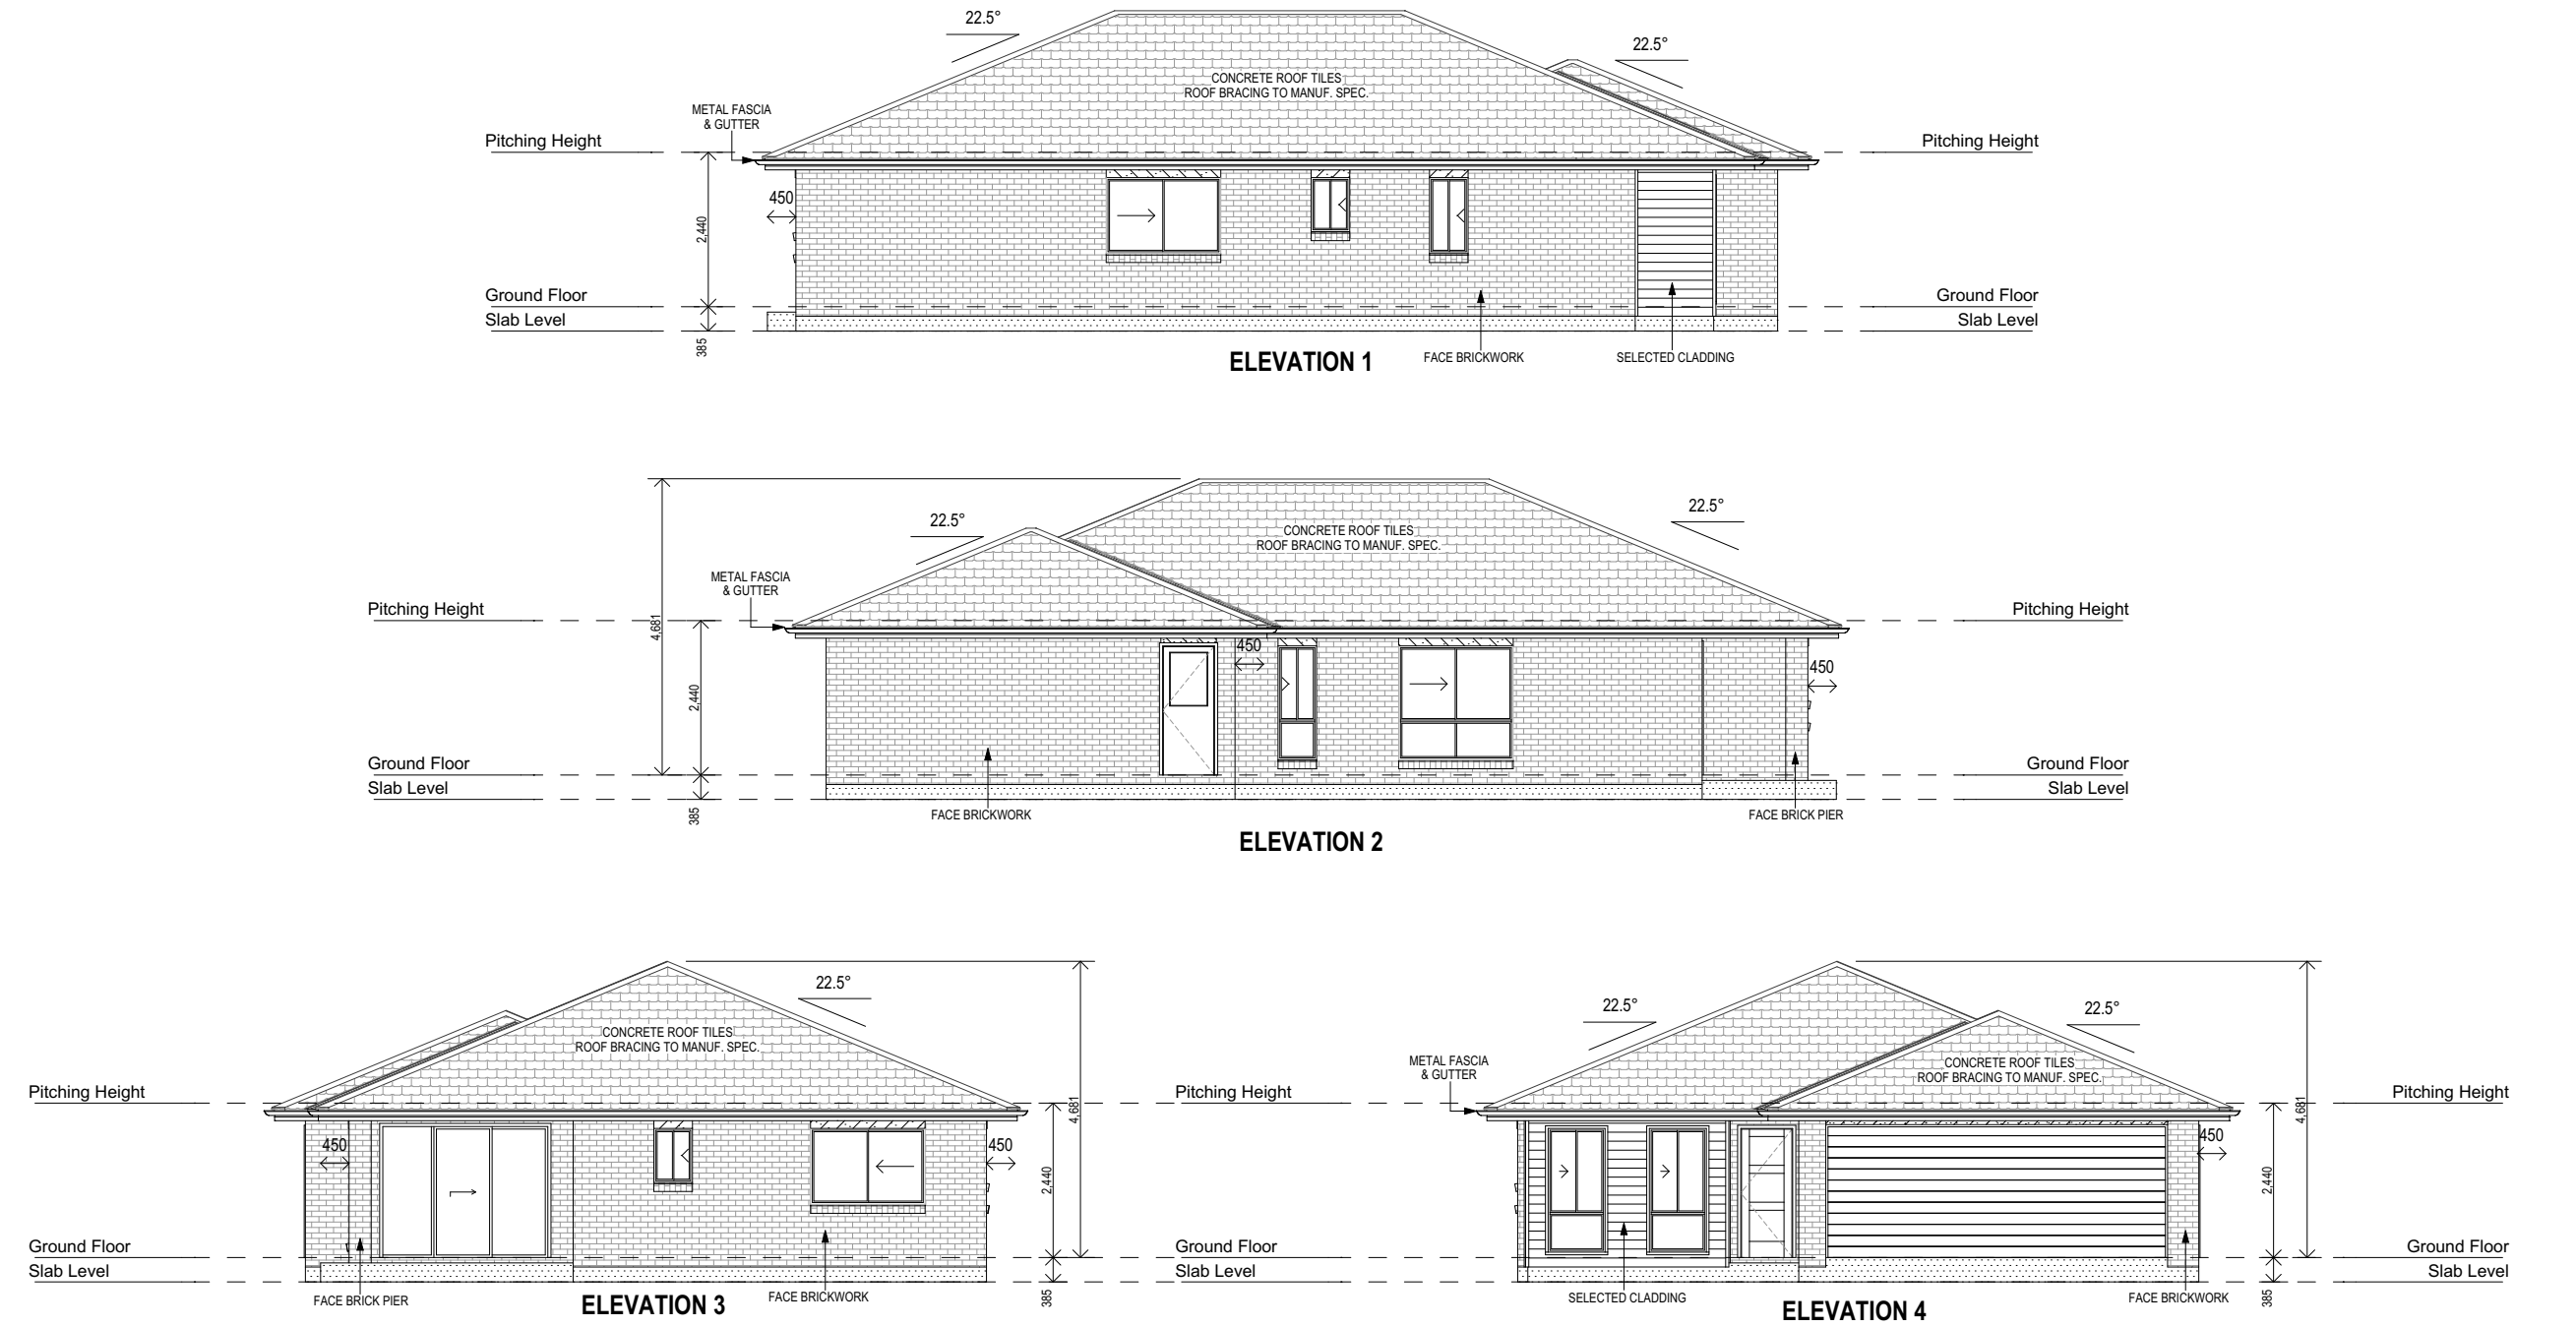 22.5°
22.5°
CONCRETE ROOF TILES
ROOF BRACING TO MANUF. SPEC.
METAL FASCIA
& GUTTER
Pitching Height
Pitching Height
450
2,440
Ground Floor
Ground Floor
Slab Level
Slab Level
385
ELEVATION 1
FACE BRICKWORK
SELECTED CLADDING
22.5°
22.5°
CONCRETE ROOF TILES
ROOF BRACING TO MANUF. SPEC.
METAL FASCIA
& GUTTER
Pitching Height
Pitching Height
4,681
450
450
2,440
Ground Floor
Ground Floor
Slab Level
Slab Level
385
FACE BRICKWORK
FACE BRICK PIER
ELEVATION 2
22.5°
CONCRETE ROOF TILES
ROOF BRACING TO MANUF. SPEC.
Pitching Height
4,681
450
450
2,440
Ground Floor
Slab Level
385
FACE BRICK PIER
FACE BRICKWORK
ELEVATION 3
22.5°
22.5°
METAL FASCIA
& GUTTER
CONCRETE ROOF TILES
ROOF BRACING TO MANUF. SPEC.
Pitching Height
Pitching Height
4,681
450
2,440
Ground Floor
Ground Floor
Slab Level
Slab Level
385
SELECTED CLADDING
FACE BRICKWORK
ELEVATION 4